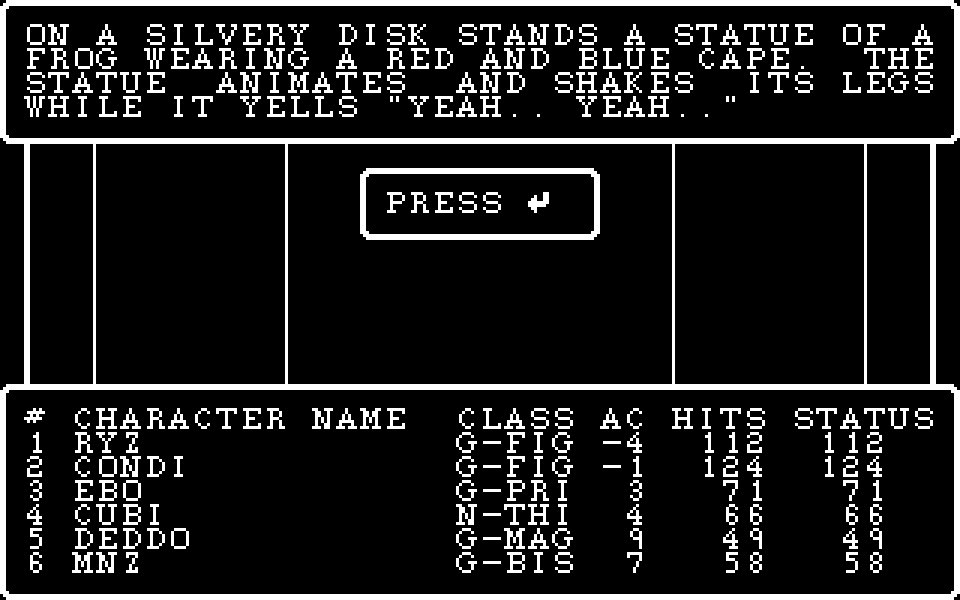 ON A SILVERY DISK STANDS A STATUE OF A
FROG WEARING A RED AND BLUE CAPE.  THE
STATUE  ANIMATES  AND SHAKES  ITS LEGS
WHILE IT YELLS "YEAH.. YEAH.."
PRESS ↵
# CHARACTER NAME  CLASS AC HITS STATUS
1 RYZ G-FIG -4 112 112
2 CONDI G-FIG -1 124 124
3 EBO G-PRI 3 71 71
4 CUBI N-THI 4 66 66
5 DEDDO G-MAG 9 49 49
6 MNZ G-BIS 7 58 58